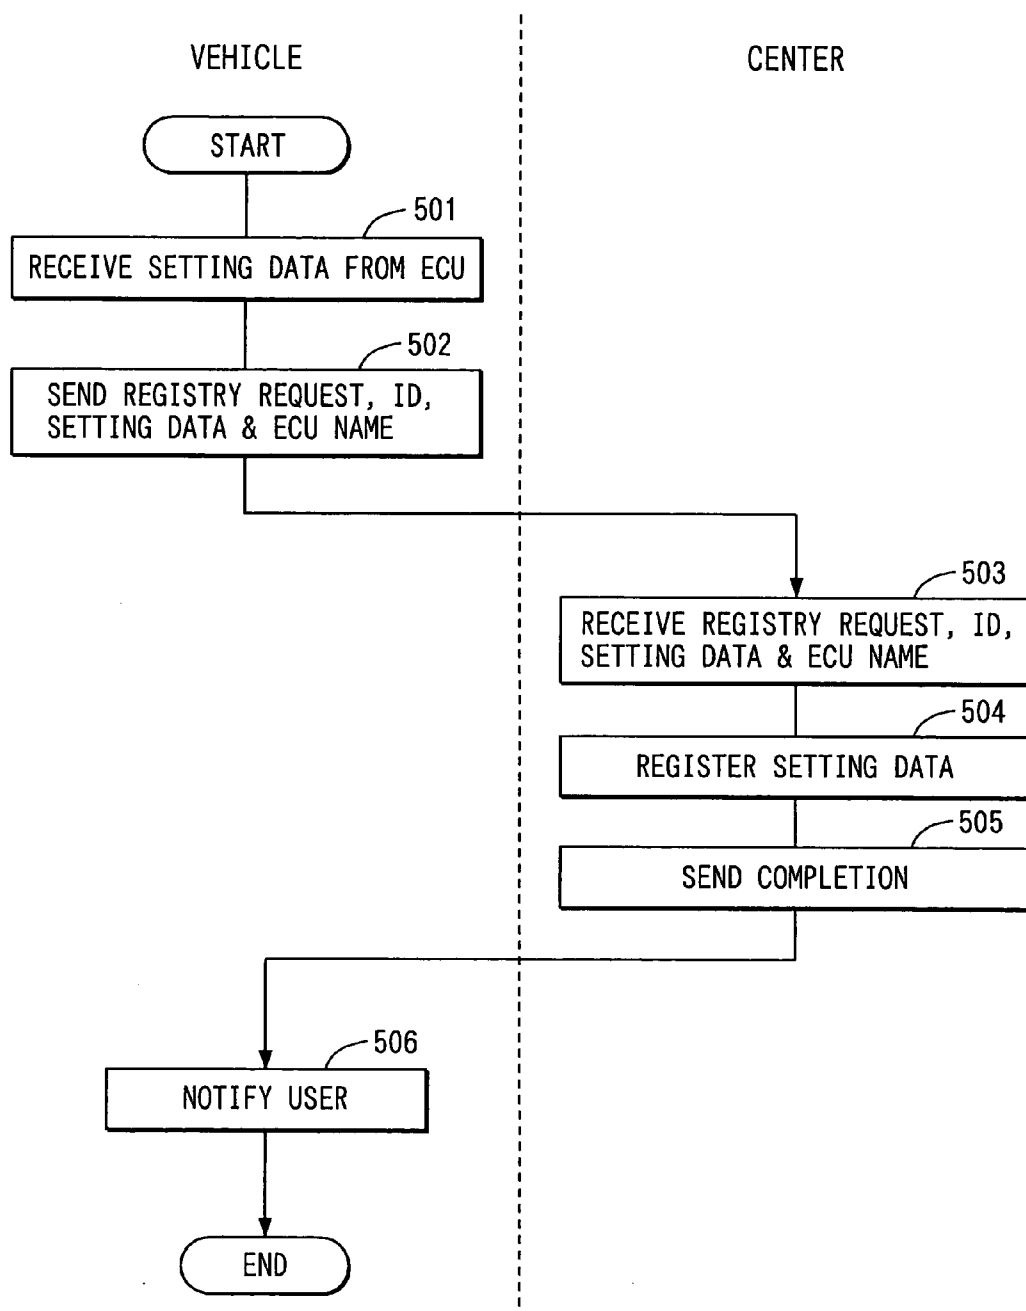 VEHICLE
CENTER
START
501
RECEIVE SETTING DATA FROM ECU
502
SEND REGISTRY REQUEST, ID,
SETTING DATA & ECU NAME
503
RECEIVE REGISTRY REQUEST, ID,
SETTING DATA & ECU NAME
504
REGISTER SETTING DATA
505
SEND COMPLETION
506
NOTIFY USER
END